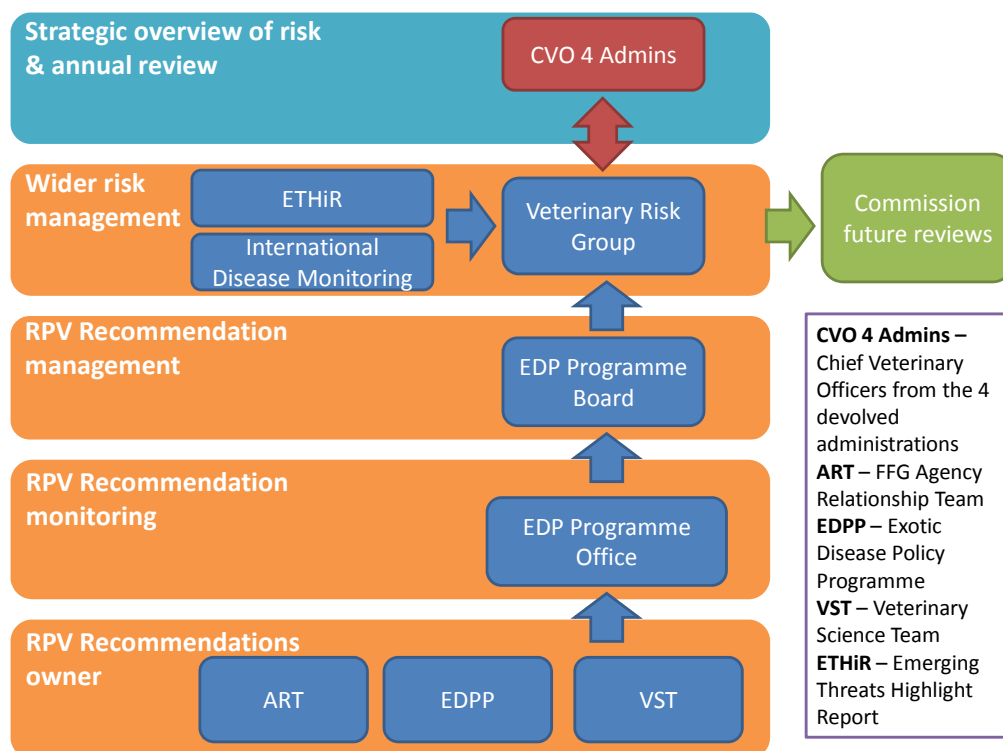 Strategic overview of risk
& annual review
CVO 4 Admins
Wider risk
management
ETHiR
International
Disease Monitoring
Veterinary Risk
Group
Commission
future reviews
RPV Recommendation
management
EDP Programme
Board
RPV Recommendation
monitoring
EDP Programme
Office
RPV Recommendations
owner
ART
EDPP
VST
CVO 4 Admins –
Chief Veterinary
Officers from the 4
devolved
administrations
ART – FFG Agency
Relationship Team
EDPP – Exotic
Disease Policy
Programme
VST – Veterinary
Science Team
ETHiR – Emerging
Threats Highlight
Report